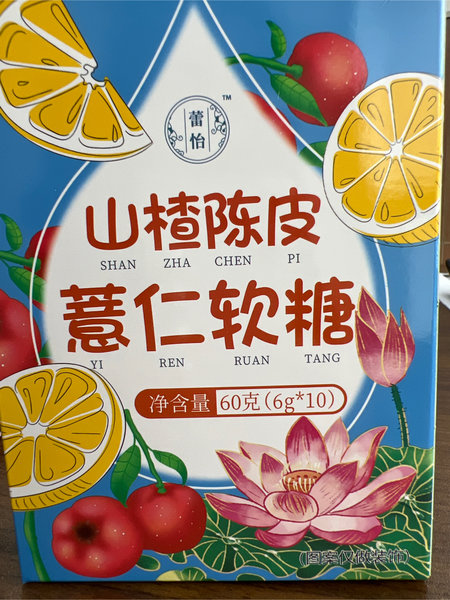 蕾怡
TM
山楂陈皮
SHAN ZHA CHEN PI
薏仁软糖
YI REN RUAN TANG
净含量 60克(6g*10)
(图案仅做装饰)